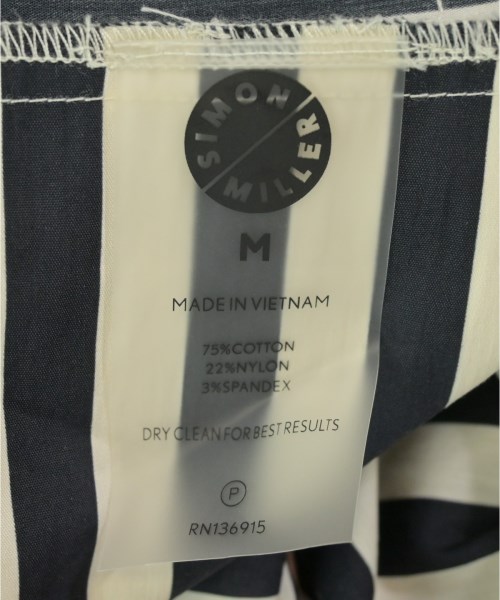 SIMON
MILLER
M
MADE IN VIETNAM
75%COTTON
22%NYLON
3%SPANDEX
DRY CLEAN FOR BEST RESULTS
P
RN136915